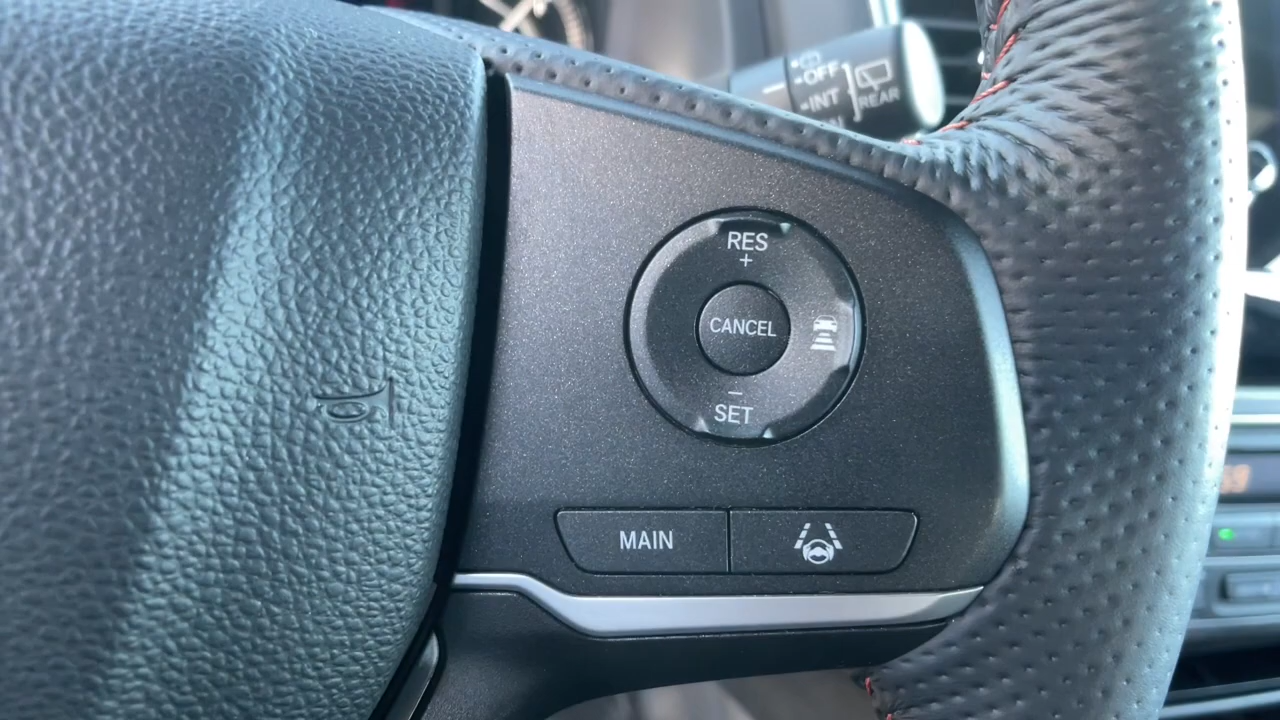 OFF
INT
REAR
RES
+
CANCEL
−
SET
MAIN